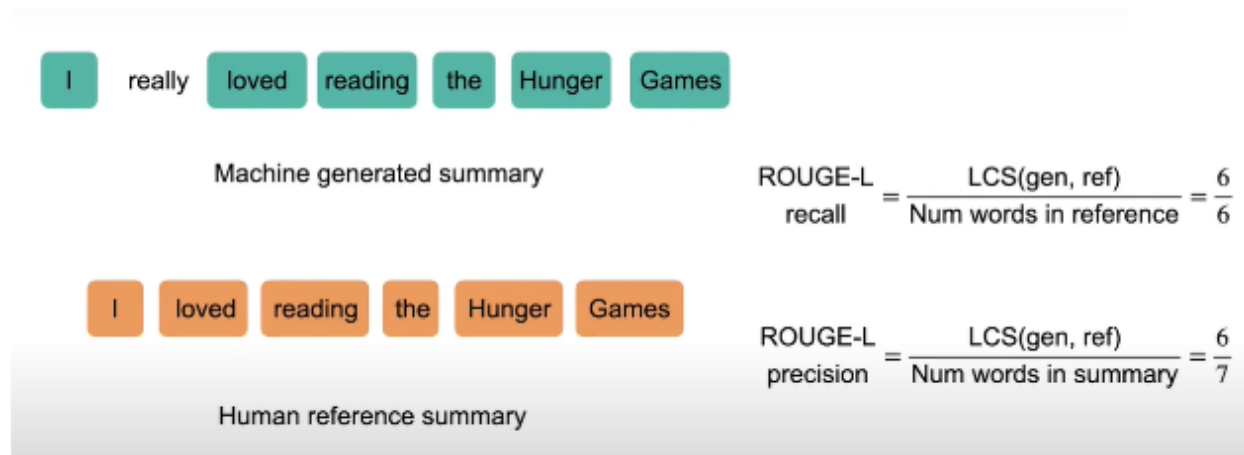 I really loved reading the Hunger Games
Machine generated summary
ROUGE-L recall = LCS(gen, ref) / Num words in reference = 6/6
I loved reading the Hunger Games
ROUGE-L precision = LCS(gen, ref) / Num words in summary = 6/7
Human reference summary